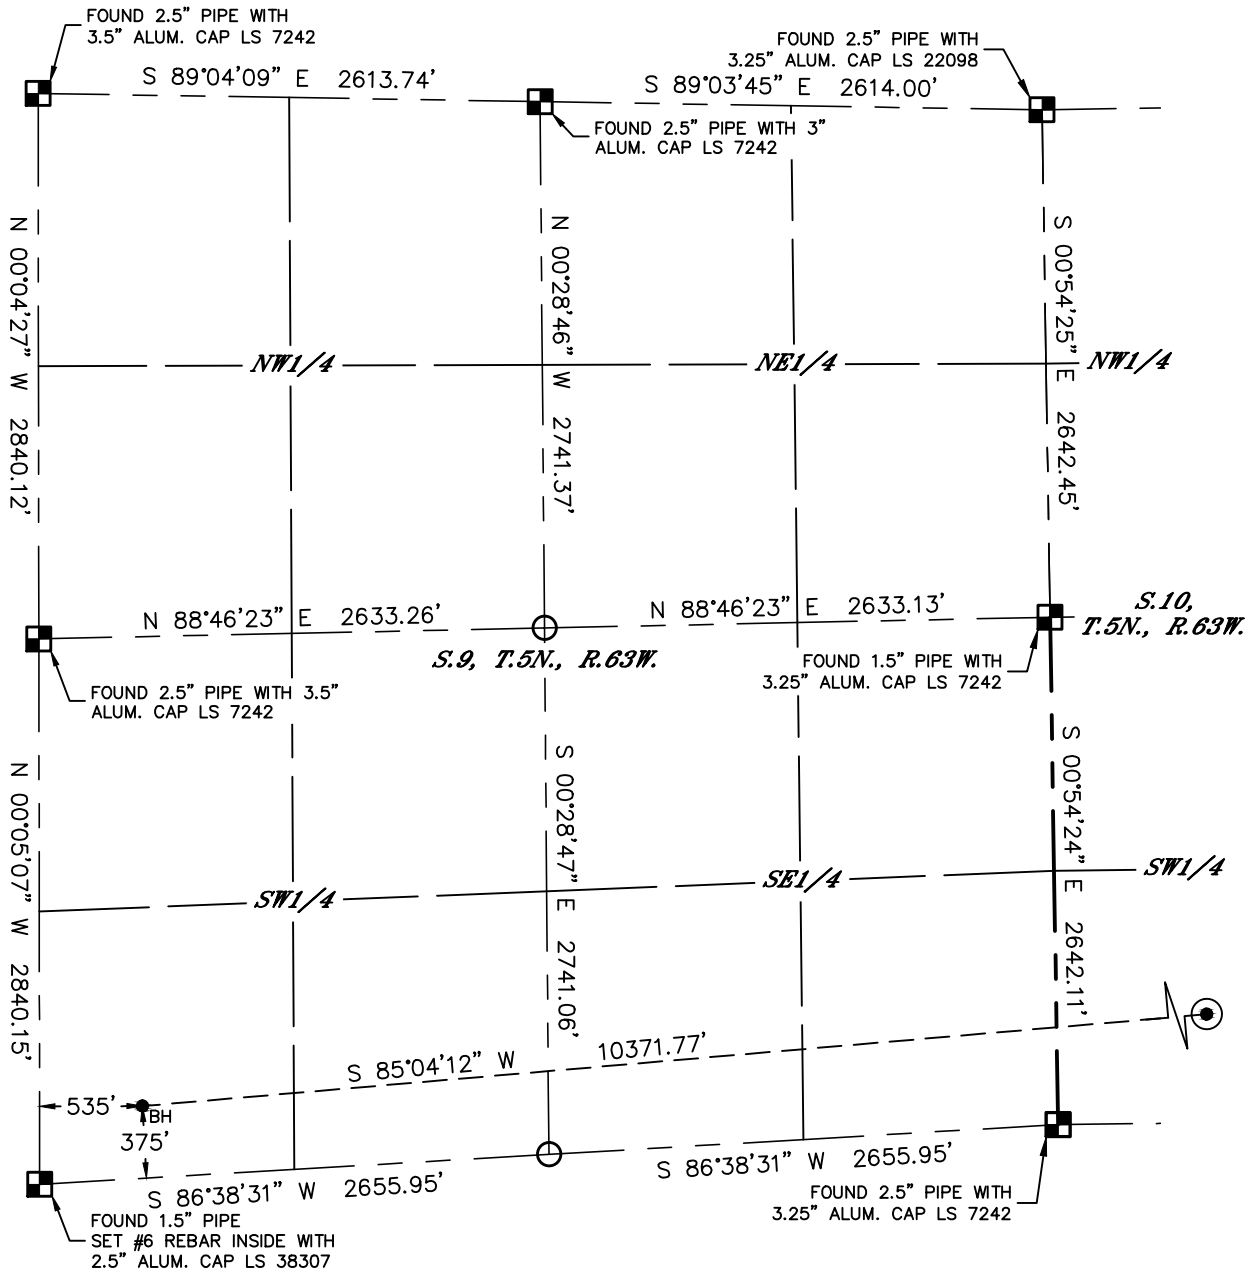 FOUND 2.5" PIPE WITH
3.5" ALUM. CAP LS 7242
FOUND 2.5" PIPE WITH
3.25" ALUM. CAP LS 22098
S 89°04'09" E 2613.74'
S 89°03'45" E 2614.00'
FOUND 2.5" PIPE WITH 3"
ALUM. CAP LS 7242
N 00°04'27" W 2840.12'
N 00°28'46" W 2741.37'
S 00°54'25" E 2642.45'
NW1/4
NE1/4
NW1/4
N 88°46'23" E 2633.26'
N 88°46'23" E 2633.13'
S.10,
T.5N., R.63W.
S.9, T.5N., R.63W.
FOUND 1.5" PIPE WITH
3.25" ALUM. CAP LS 7242
FOUND 2.5" PIPE WITH 3.5"
ALUM. CAP LS 7242
N 00°05'07" W 2840.15'
S 00°28'47" E 2741.06'
S 00°54'24" E 2642.11'
SW1/4
SE1/4
SW1/4
S 85°04'12" W 10371.77'
535'
BH
375'
S 86°38'31" W 2655.95'
S 86°38'31" W 2655.95'
FOUND 2.5" PIPE WITH
3.25" ALUM. CAP LS 7242
FOUND 1.5" PIPE
SET #6 REBAR INSIDE WITH
2.5" ALUM. CAP LS 38307